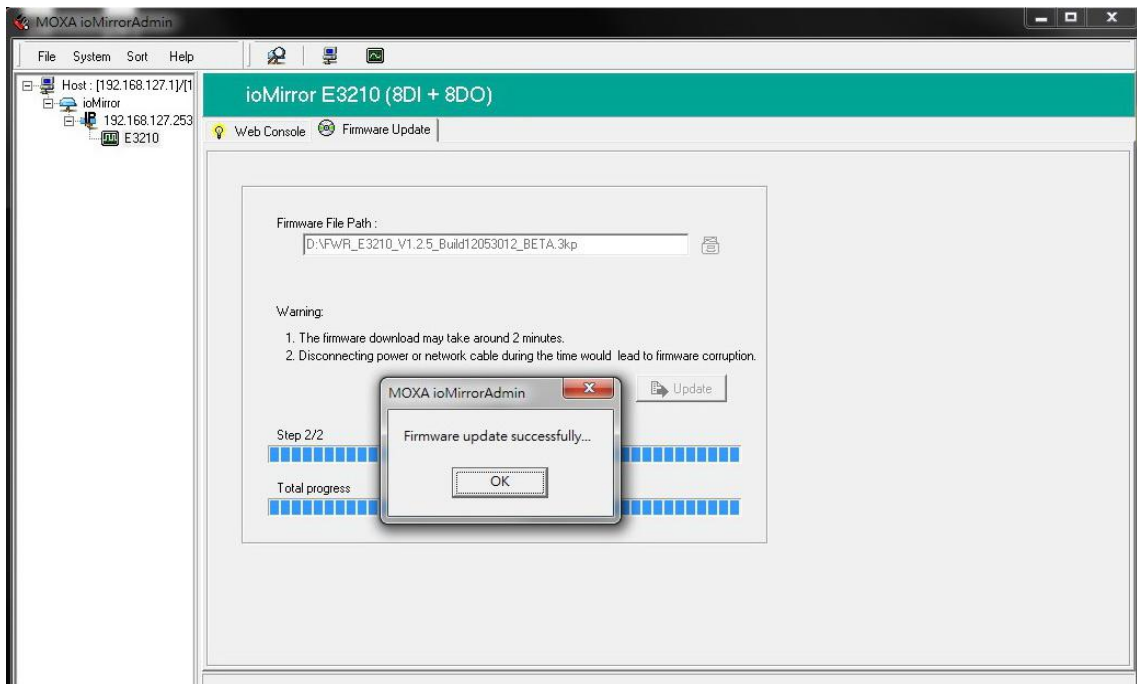 MOXA ioMirrorAdmin
File System Sort Help
Host : [192.168.127.1]/[1
ioMirror
192.168.127.253
E3210
ioMirror E3210 (8DI + 8DO)
Web Console Firmware Update
Firmware File Path :
D:\FWR_E3210_V1.2.5_Build12053012_BETA.3kp
Warning:
1. The firmware download may take around 2 minutes.
2. Disconnecting power or network cable during the time would lead to firmware corruption.
Update
MOXA ioMirrorAdmin
Firmware update successfully...
OK
Step 2/2
Total progress